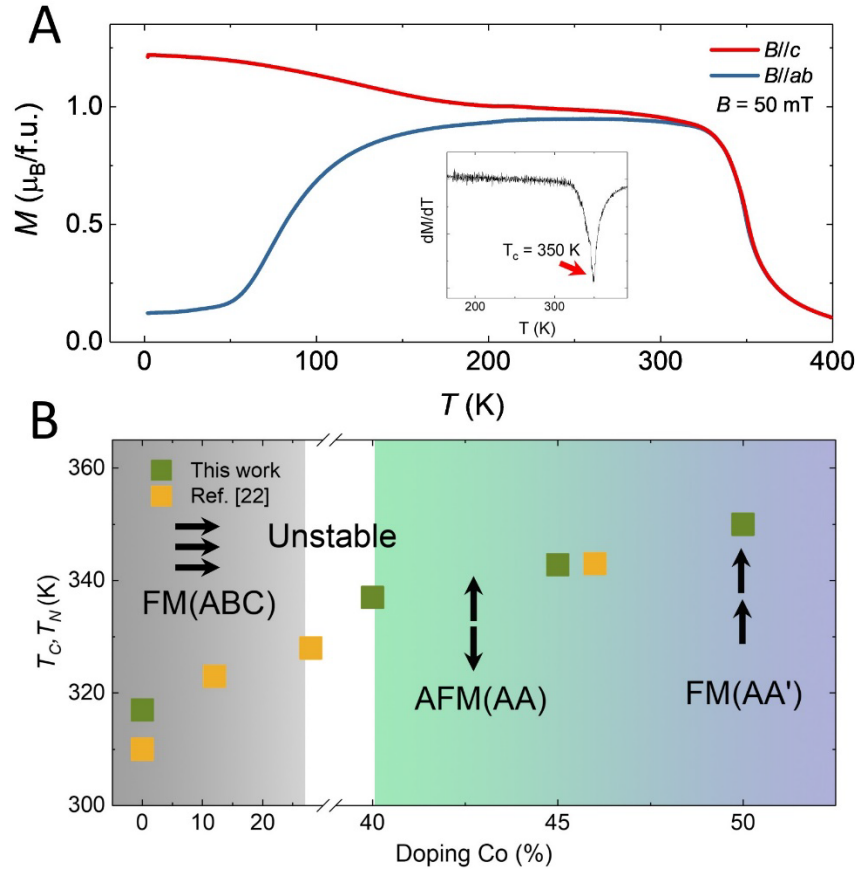 A
M (μB/f.u.)
1.0
0.5
0.0
B//c
B//ab
B = 50 mT
dM/dT
Tc = 350 K
200
300
T (K)
0
100
200
300
400
T (K)
B
TC, TN (K)
360
340
320
300
This work
Ref. [22]
Unstable
FM(ABC)
AFM(AA)
FM(AA')
0
10
20
40
45
50
Doping Co (%)